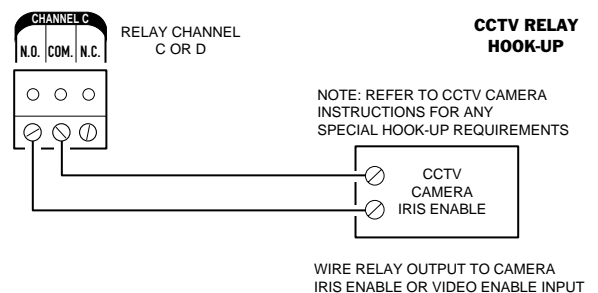 CHANNEL C
N.O. COM. N.C.
RELAY CHANNEL
C OR D
CCTV RELAY
HOOK-UP
NOTE: REFER TO CCTV CAMERA
INSTRUCTIONS FOR ANY
SPECIAL HOOK-UP REQUIREMENTS
CCTV
CAMERA
IRIS ENABLE
WIRE RELAY OUTPUT TO CAMERA
IRIS ENABLE OR VIDEO ENABLE INPUT